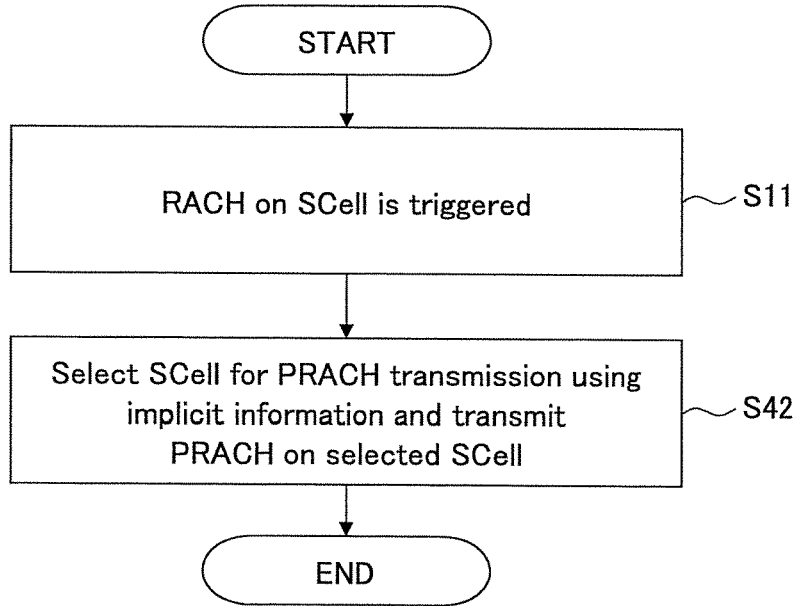 START
RACH on SCell is triggered
S11
Select SCell for PRACH transmission using
implicit information and transmit
PRACH on selected SCell
S42
END